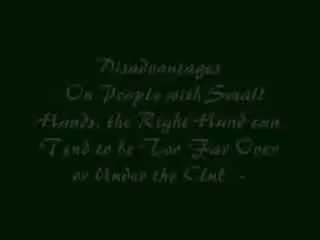 Disadvantages
On People with Small
Hands, the Right Hand can
Tend to be Too Far Over
or Under the Club -